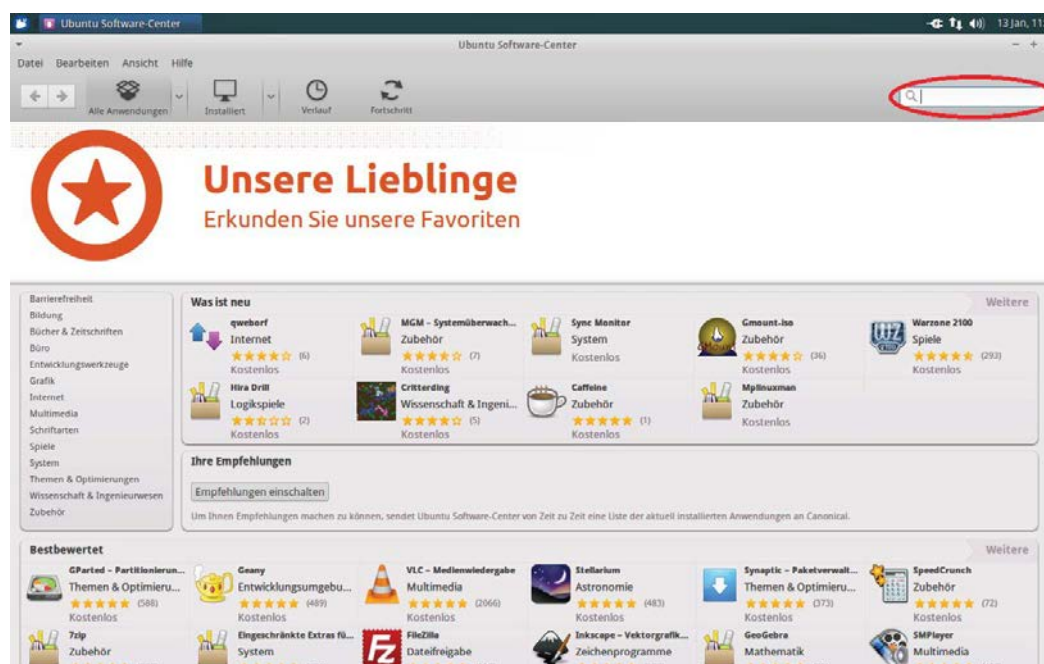 Ubuntu Software-Center
13 Jan, 11
Ubuntu Software-Center
Datei Bearbeiten Ansicht Hilfe
Alle Anwendungen Installiert Verlauf Fortschritt
Unsere Lieblinge
Erkunden Sie unsere Favoriten
Barrierefreiheit
Bildung
Bücher & Zeitschriften
Büro
Entwicklungswerkzeuge
Grafik
Internet
Multimedia
Schriftarten
Spiele
System
Themen & Optimierungen
Wissenschaft & Ingenieurwesen
Zubehör
Was ist neu Weitere
qweborf
Internet
(6)
Kostenlos
MGM – Systemüberwach...
Zubehör
(7)
Kostenlos
Sync Monitor
System
Kostenlos
Gmount-iso
Zubehör
(36)
Kostenlos
Warzone 2100
Spiele
(293)
Kostenlos
Hira Drill
Logikspiele
(2)
Kostenlos
Critterding
Wissenschaft & Ingeni...
(5)
Kostenlos
Caffeine
Zubehör
(1)
Kostenlos
Mplinuxman
Zubehör
Kostenlos
Ihre Empfehlungen
Empfehlungen einschalten
Um Ihnen Empfehlungen machen zu können, sendet Ubuntu Software-Center von Zeit zu Zeit eine Liste der aktuell installierten Anwendungen an Canonical.
Bestbewertet Weitere
GParted – Partitionierun...
Themen & Optimieru...
(588)
Kostenlos
Geany
Entwicklungsumgebu...
(489)
Kostenlos
VLC – Medienwiedergabe
Multimedia
(2066)
Kostenlos
Stellarium
Astronomie
(483)
Kostenlos
Synaptic – Paketverwalt...
Themen & Optimieru...
(373)
Kostenlos
SpeedCrunch
Zubehör
(72)
Kostenlos
7zip
Zubehör
Eingeschränkte Extras fü...
System
FileZilla
Dateifreigabe
Inkscape – Vektorgrafik...
Zeichenprogramme
GeoGebra
Mathematik
SMPlayer
Multimedia